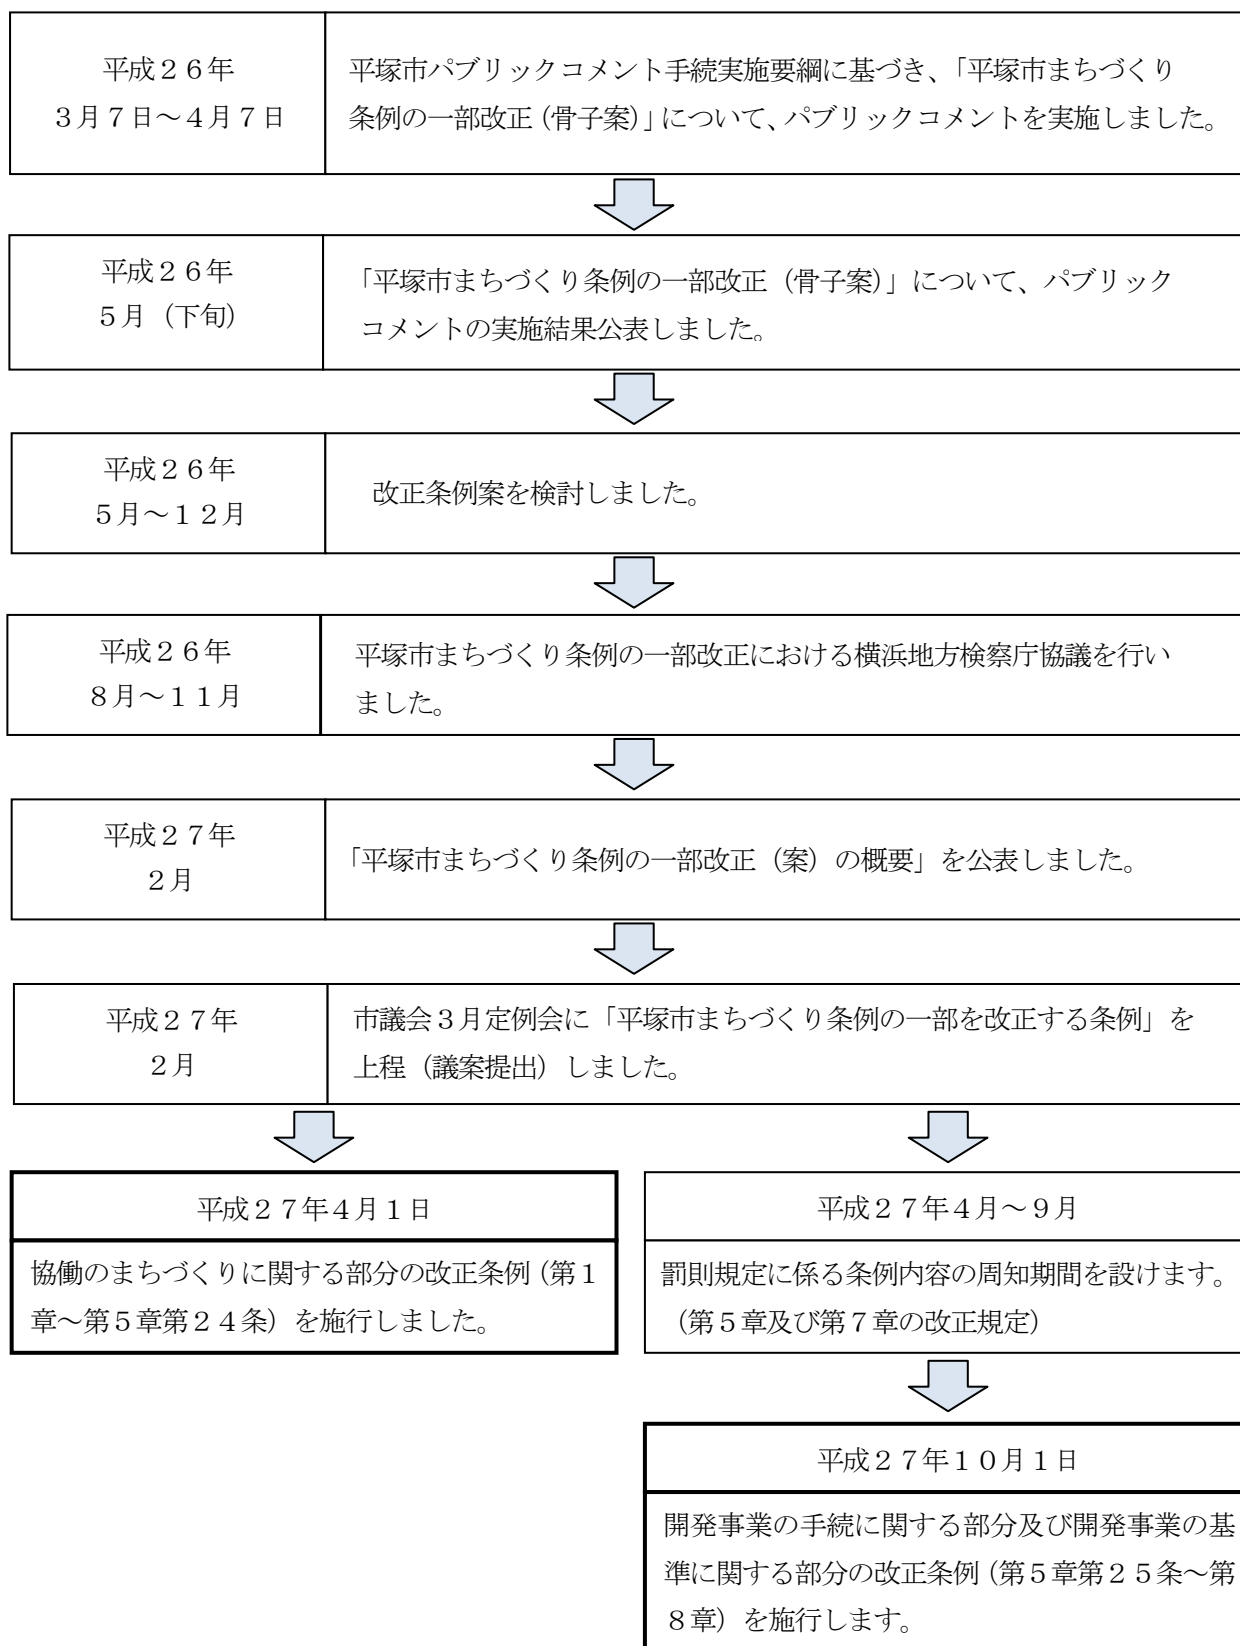 平成２６年
３月７日～４月７日
平塚市パブリックコメント手続実施要綱に基づき、「平塚市まちづくり
条例の一部改正（骨子案）」について、パブリックコメントを実施しました。
平成２６年
５月（下旬）
「平塚市まちづくり条例の一部改正（骨子案）」について、パブリック
コメントの実施結果公表しました。
平成２６年
５月～１２月
改正条例案を検討しました。
平成２６年
８月～１１月
平塚市まちづくり条例の一部改正における横浜地方検察庁協議を行い
ました。
平成２７年
２月
「平塚市まちづくり条例の一部改正（案）の概要」を公表しました。
平成２７年
２月
市議会３月定例会に「平塚市まちづくり条例の一部を改正する条例」を
上程（議案提出）しました。
平成２７年４月１日
協働のまちづくりに関する部分の改正条例（第１
章～第５章第２４条）を施行しました。
平成２７年４月～９月
罰則規定に係る条例内容の周知期間を設けます。
（第５章及び第７章の改正規定）
平成２７年１０月１日
開発事業の手続に関する部分及び開発事業の基
準に関する部分の改正条例（第５章第２５条～第
８章）を施行します。